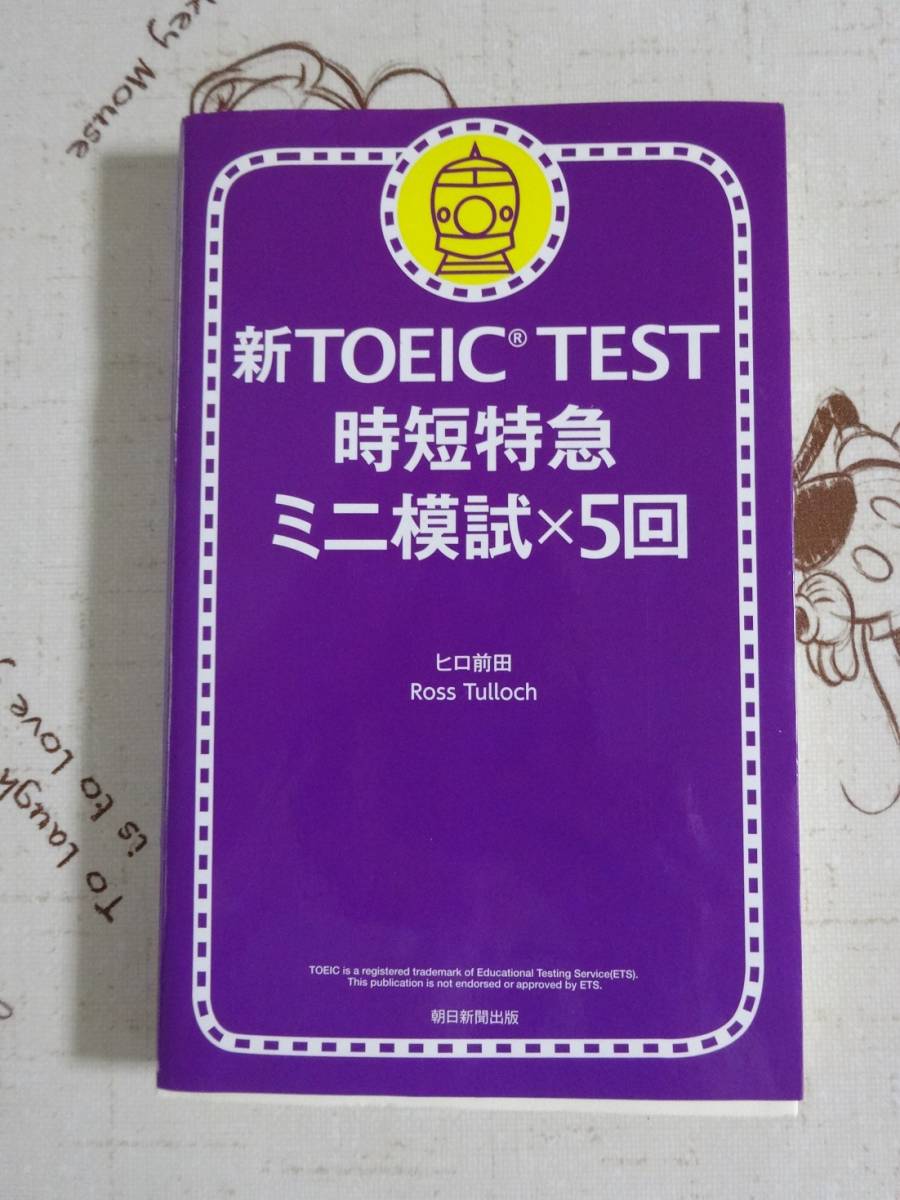 key Mouse
新TOEIC® TEST
時短特急
ミニ模試×5回
ヒロ前田
Ross Tulloch
To laugh
is to love
TOEIC is a registered trademark of Educational Testing Service(ETS).
This publication is not endorsed or approved by ETS.
朝日新聞出版